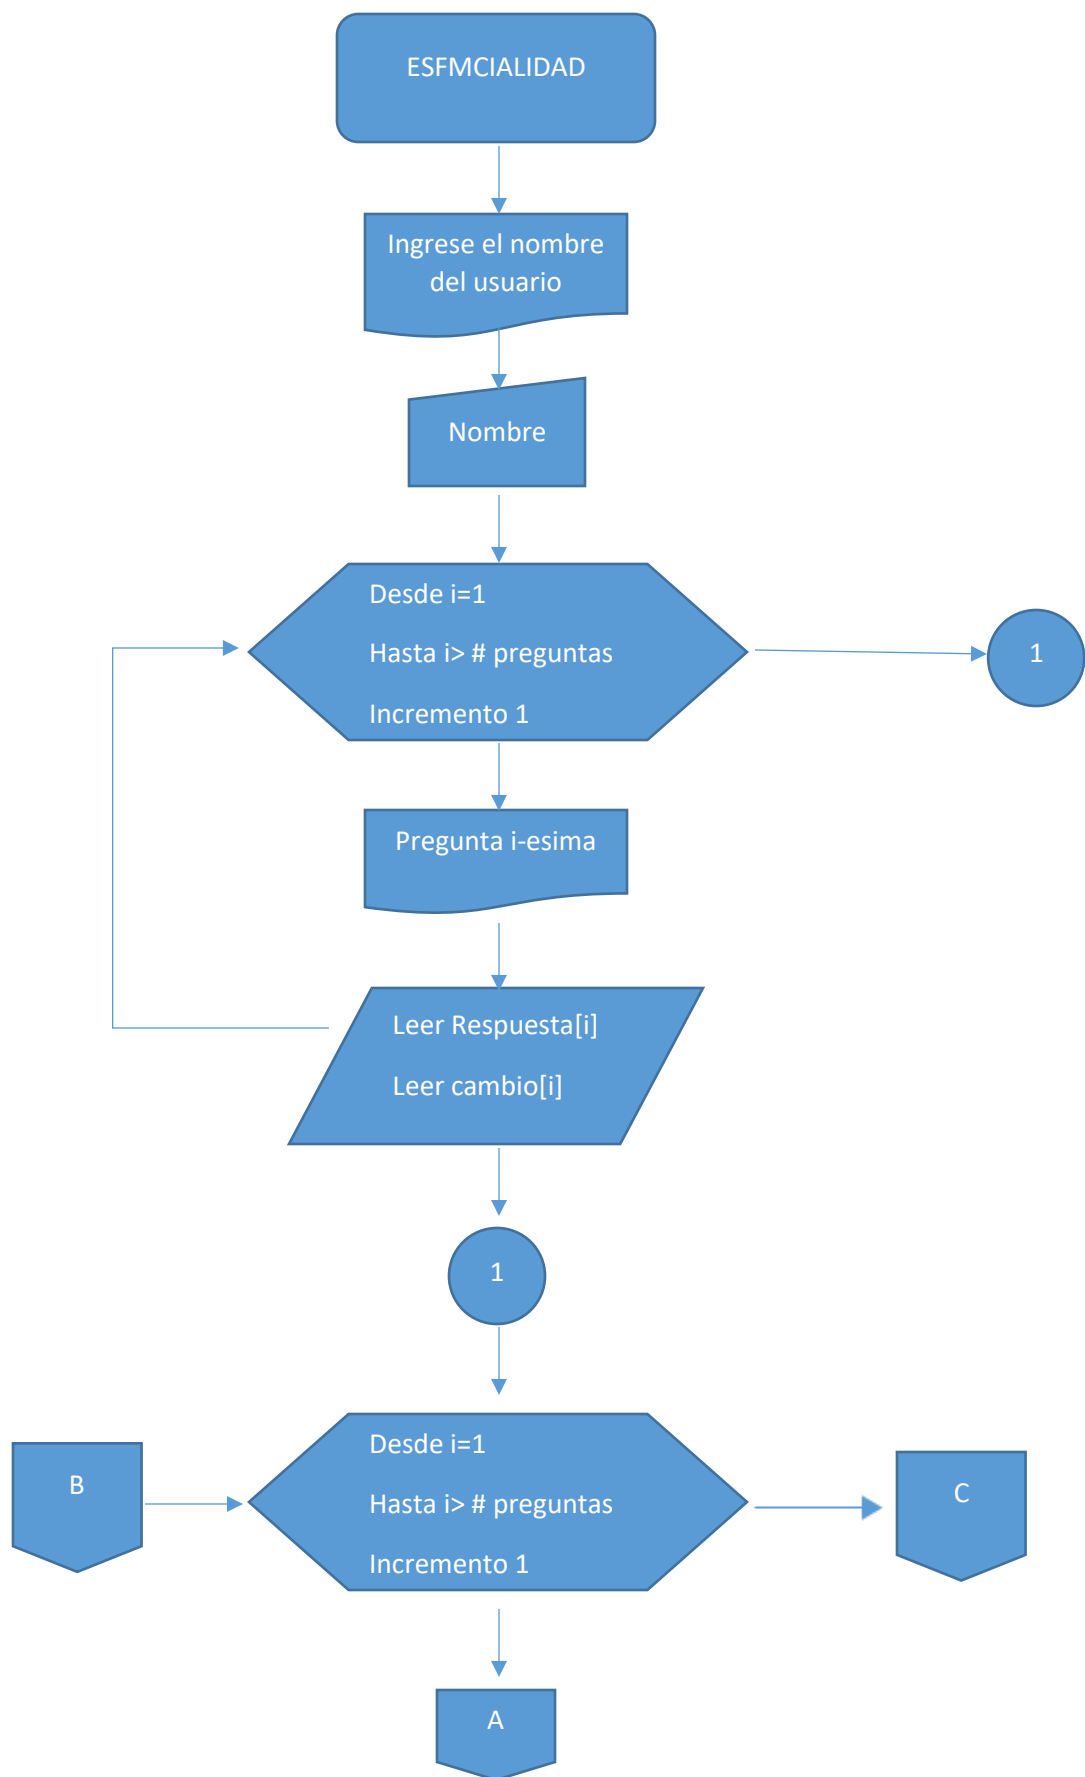 ESFMCIALIDAD
Ingrese el nombre
del usuario
Nombre
Desde i=1
Hasta i> # preguntas
Incremento 1
1
Pregunta i-esima
Leer Respuesta[i]
Leer cambio[i]
1
B
Desde i=1
Hasta i> # preguntas
Incremento 1
C
A